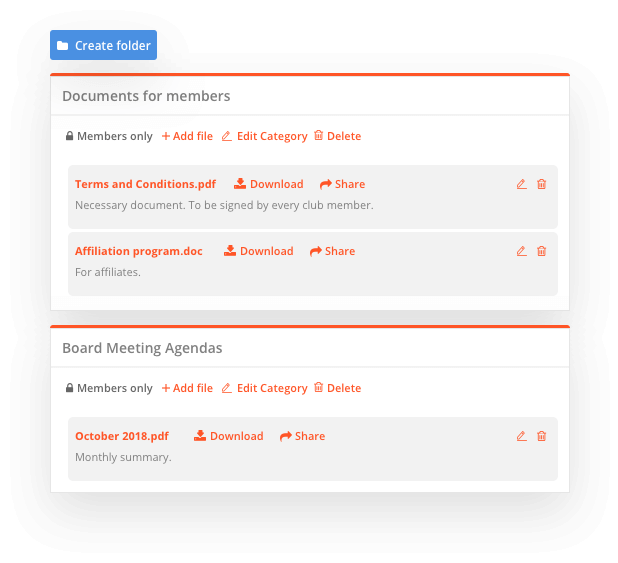 Create folder
Documents for members
Members only + Add file Edit Category Delete
Terms and Conditions.pdf Download Share
Necessary document. To be signed by every club member.
Affiliation program.doc Download Share
For affiliates.
Board Meeting Agendas
Members only + Add file Edit Category Delete
October 2018.pdf Download Share
Monthly summary.